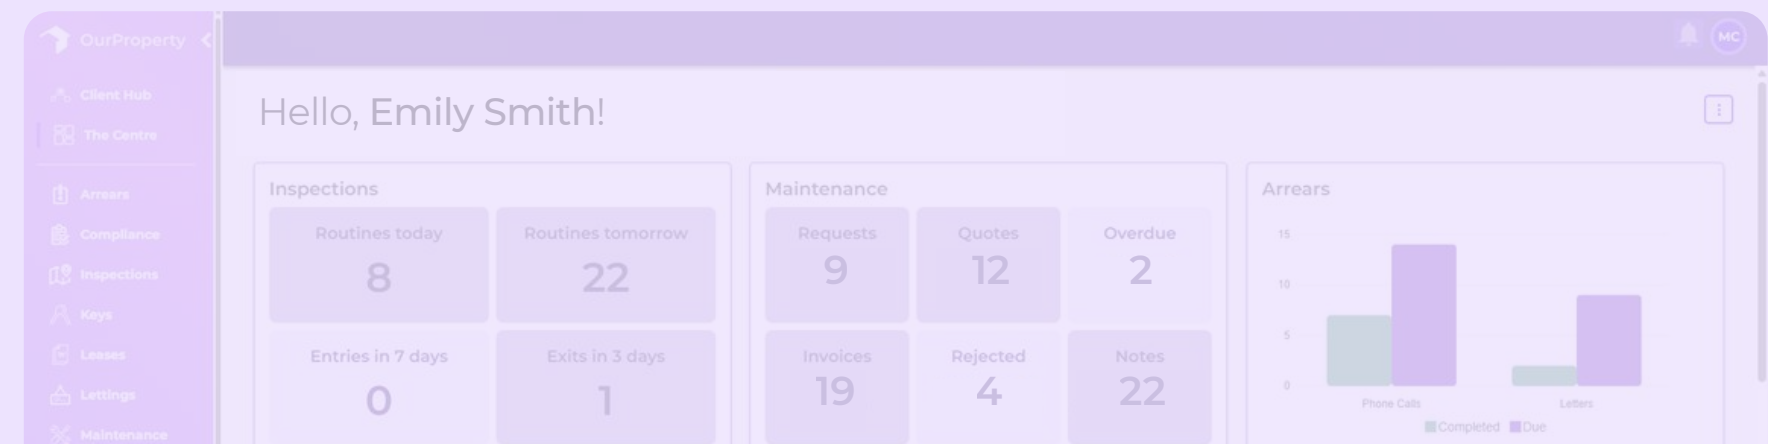 OurProperty
MC
Client Hub
The Centre
Arrears
Compliance
Inspections
Keys
Leases
Lettings
Maintenance
Hello, Emily Smith!
Inspections
Routines today
8
Routines tomorrow
22
Entries in 7 days
0
Exits in 3 days
1
Maintenance
Requests
9
Quotes
12
Overdue
2
Invoices
19
Rejected
4
Notes
22
Arrears
15
10
5
0
Phone Calls
Letters
Completed Due